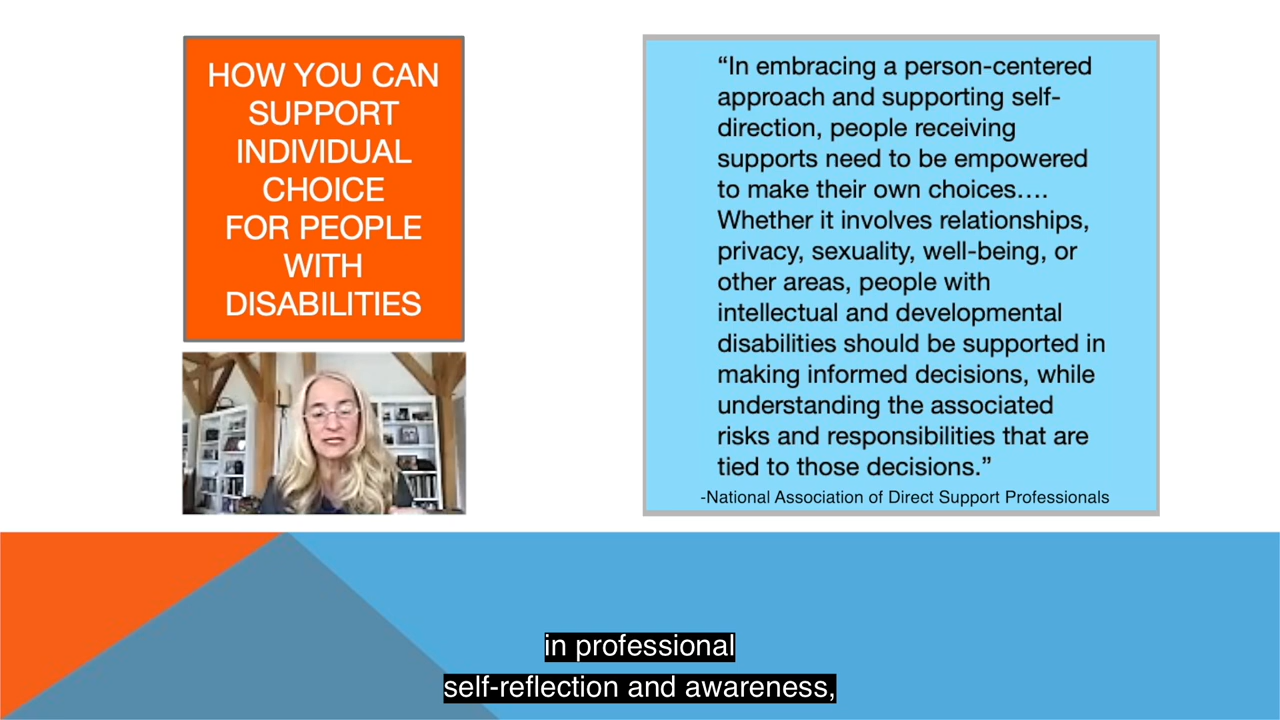 HOW YOU CAN
SUPPORT
INDIVIDUAL
CHOICE
FOR PEOPLE
WITH
DISABILITIES
“In embracing a person-centered
approach and supporting self-
direction, people receiving
supports need to be empowered
to make their own choices….
Whether it involves relationships,
privacy, sexuality, well-being, or
other areas, people with
intellectual and developmental
disabilities should be supported in
making informed decisions, while
understanding the associated
risks and responsibilities that are
tied to those decisions.”
-National Association of Direct Support Professionals
in professional
self-reflection and awareness,